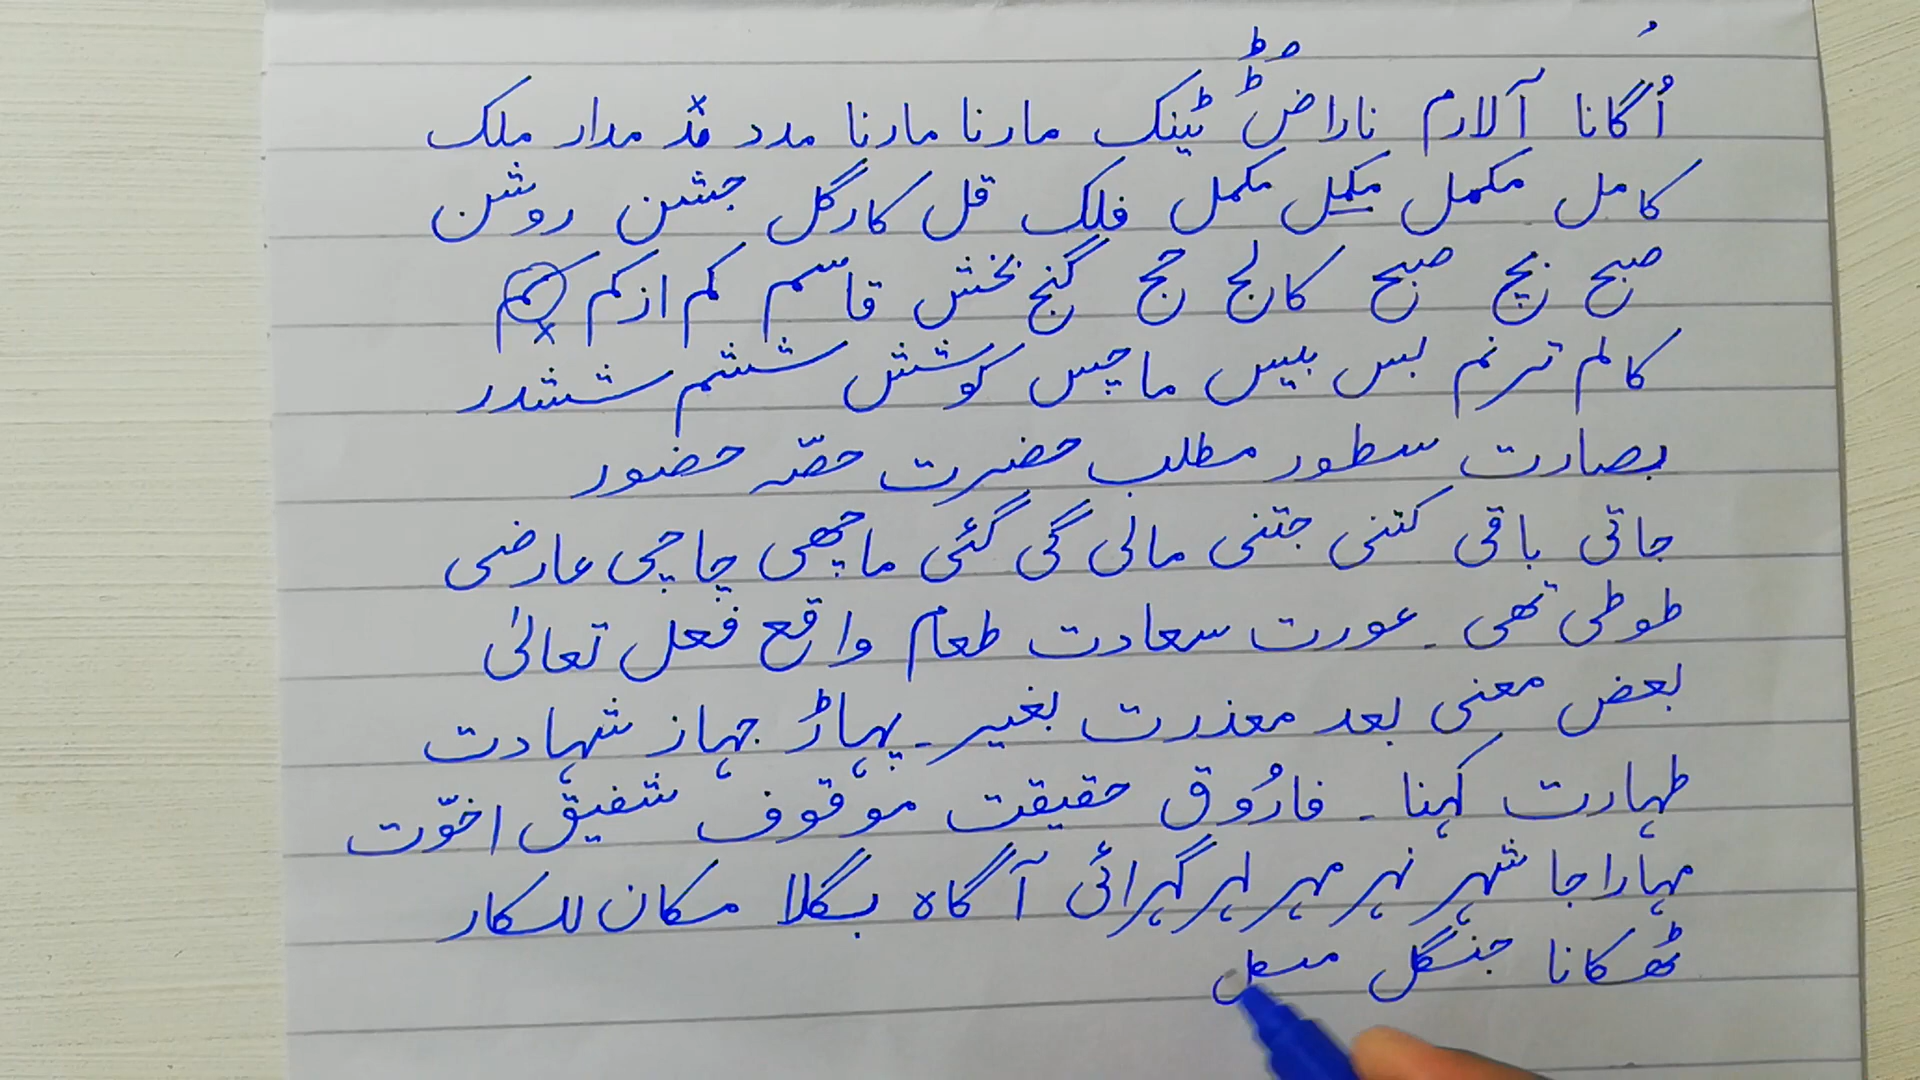 اُگانا آلارم ناراض ٹینک مارنا مارنا مدد مدار ملک
کامل مکمل مکمل مکمل فلک قل کارگل جشن روشن
صبح بچ صبح کالج حج گنج بخش قاسم کم ازکم کم
کالم ترنم بس بیس ماچس کوشش ششم ششدر
بصارت سطور مطلب حضرت حصّہ حضور
جاتی باقی کتنی جتنی مالی گی گئی ماچھی چاچی عارضی
طوطی تھی ۔ عورت سعادت طعام واقع فعل تعالیٰ
بعض معنی بعد معذرت بغیر ۔ پہاڑ جہاز شہادت
طہارت کہنا ۔ فارُوق حقیقت موقوف شفیق اخوّت
مہاراجا شہر نہر مہر لہر گہرائی آگاہ بگلا مکان للکار
ٹھکانا جنگل